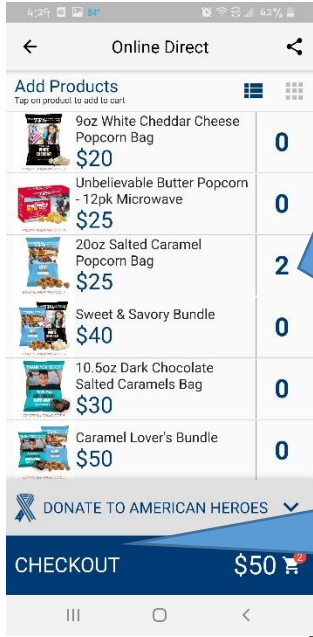 4:29 84° 42%
Online Direct
Add Products
Tap on product to add to cart
9oz White Cheddar Cheese
Popcorn Bag
$20
0
Unbelievable Butter Popcorn
- 12pk Microwave
$25
0
20oz Salted Caramel
Popcorn Bag
$25
2
Sweet & Savory Bundle
$40
0
10.5oz Dark Chocolate
Salted Caramels Bag
$30
0
Caramel Lover's Bundle
$50
0
DONATE TO AMERICAN HEROES
CHECKOUT $50 2